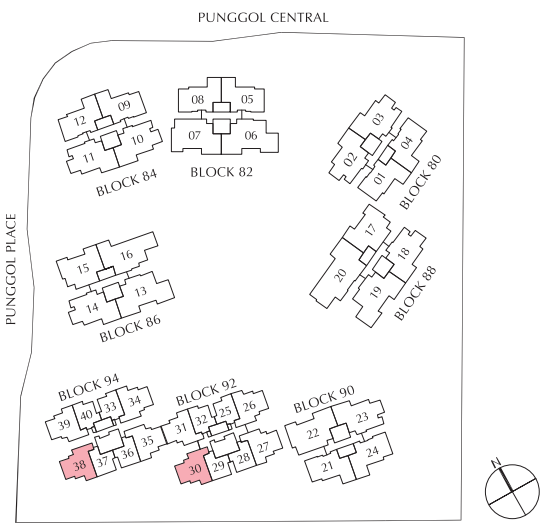 PUNGGOL CENTRAL
PUNGGOL PLACE
12 09
11 10
BLOCK 84
08 05
07 06
BLOCK 82
03
04
02
01
BLOCK 80
17
18
20
19
BLOCK 88
15 16
14 13
BLOCK 86
BLOCK 94
39 40 33 34
38 37 36 35
BLOCK 92
31 32 25 26
30 29 28 27
BLOCK 90
22 23
21 24
N